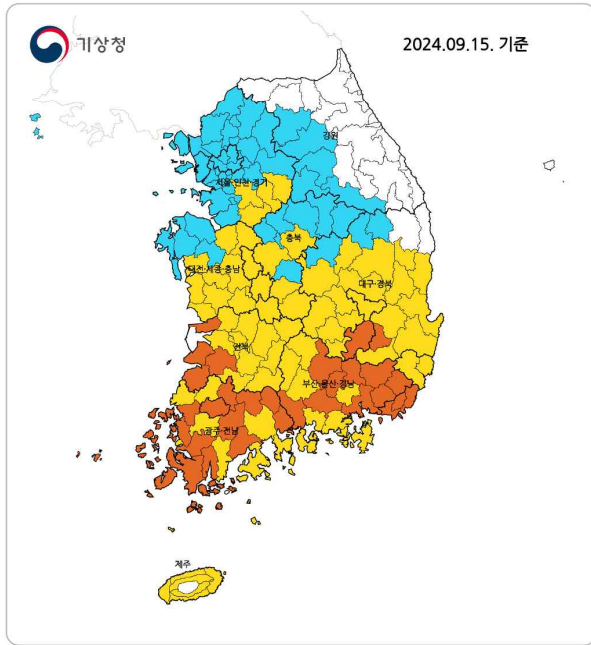 기상청
2024.09.15. 기준
강원
서울·인천·경기
충북
대전·세종·충남
대구·경북
전북
부산·울산·경남
광주·전남
제주